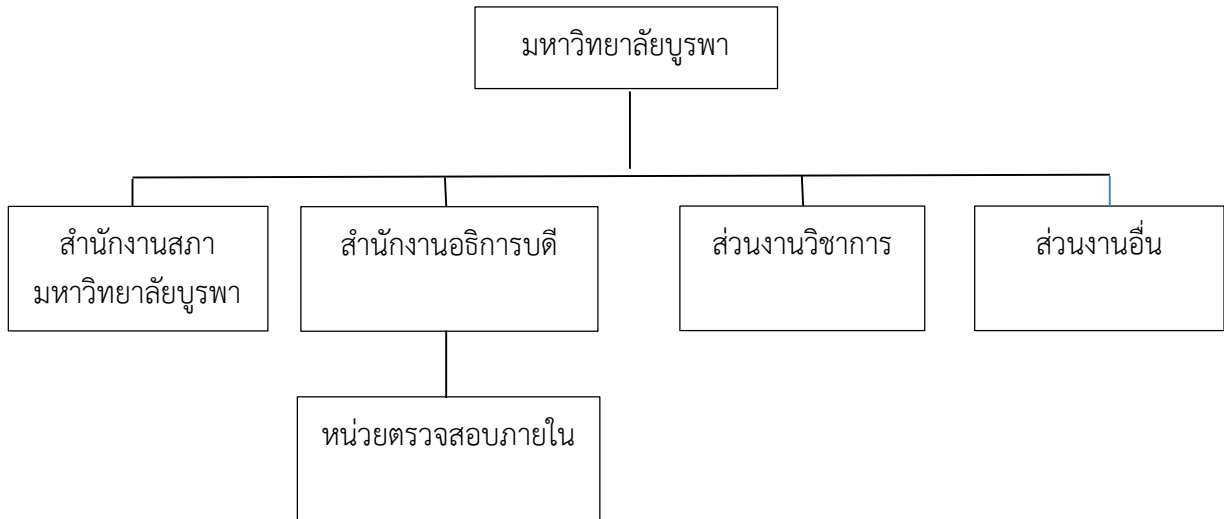 มหาวิทยาลัยบูรพา
สำนักงานสภา
มหาวิทยาลัยบูรพา
สำนักงานอธิการบดี
ส่วนงานวิชาการ
ส่วนงานอื่น
หน่วยตรวจสอบภายใน